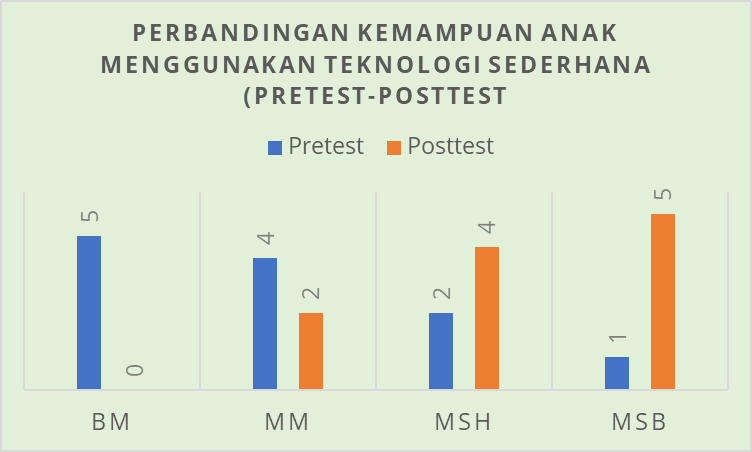 PERBANDINGAN KEMAMPUAN ANAK
MENGGUNAKAN TEKNOLOGI SEDERHANA
(PRETEST-POSTTEST
Pretest Posttest
5 0 4 2 2 4 1 5
BM MM MSH MSB